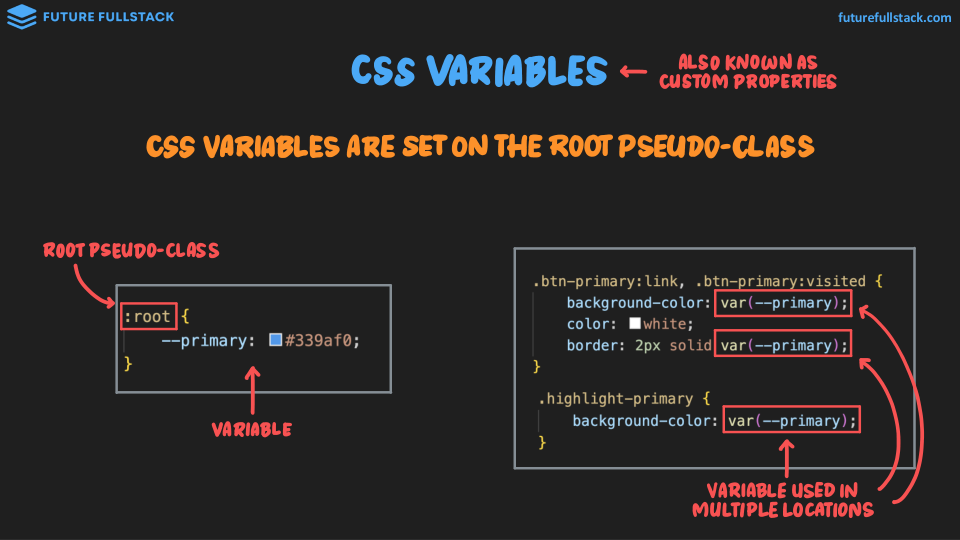 FUTURE FULLSTACK
futurefullstack.com
CSS VARIABLES
ALSO KNOWN AS
CUSTOM PROPERTIES
CSS VARIABLES ARE SET ON THE ROOT PSEUDO-CLASS
ROOT PSEUDO-CLASS
:root {
--primary: #339af0;
}
VARIABLE
.btn-primary:link, .btn-primary:visited {
background-color: var(--primary);
color: white;
border: 2px solid var(--primary);
}
.highlight-primary {
background-color: var(--primary);
}
VARIABLE USED IN
MULTIPLE LOCATIONS